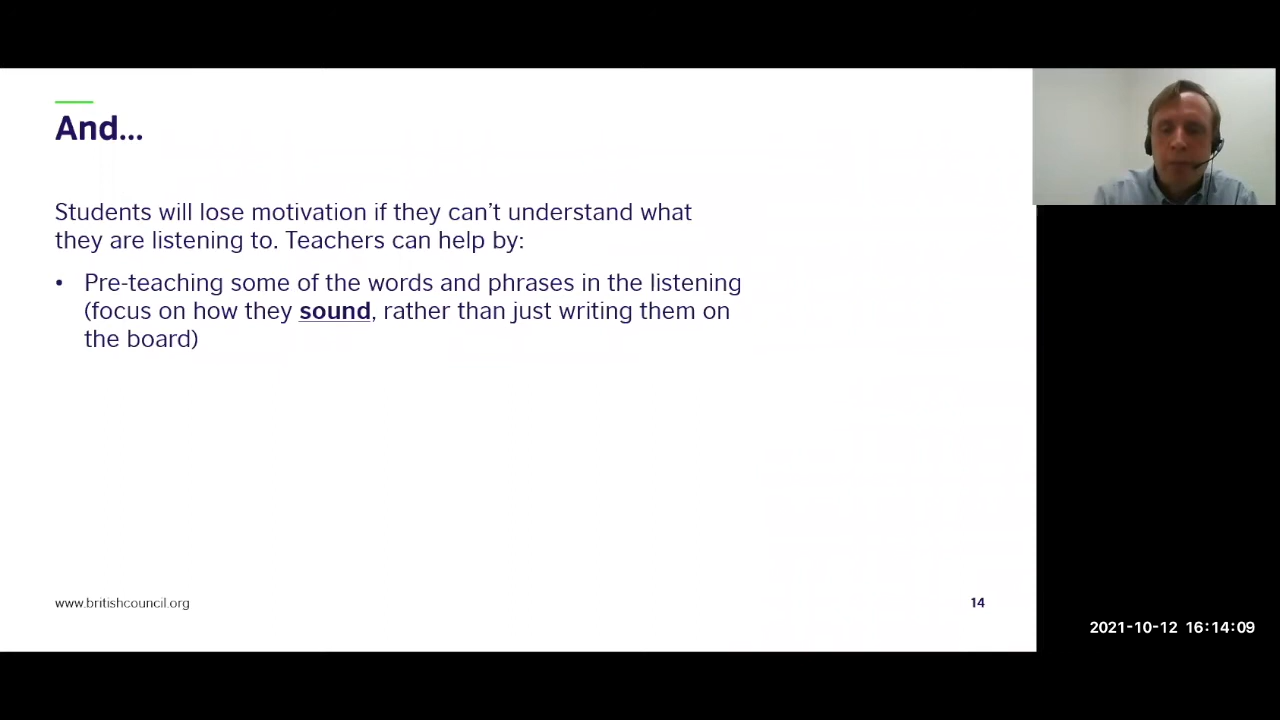 And...
Students will lose motivation if they can't understand what
they are listening to. Teachers can help by:
• Pre-teaching some of the words and phrases in the listening
(focus on how they sound, rather than just writing them on
the board)
www.britishcouncil.org
14
2021-10-12 16:14:09